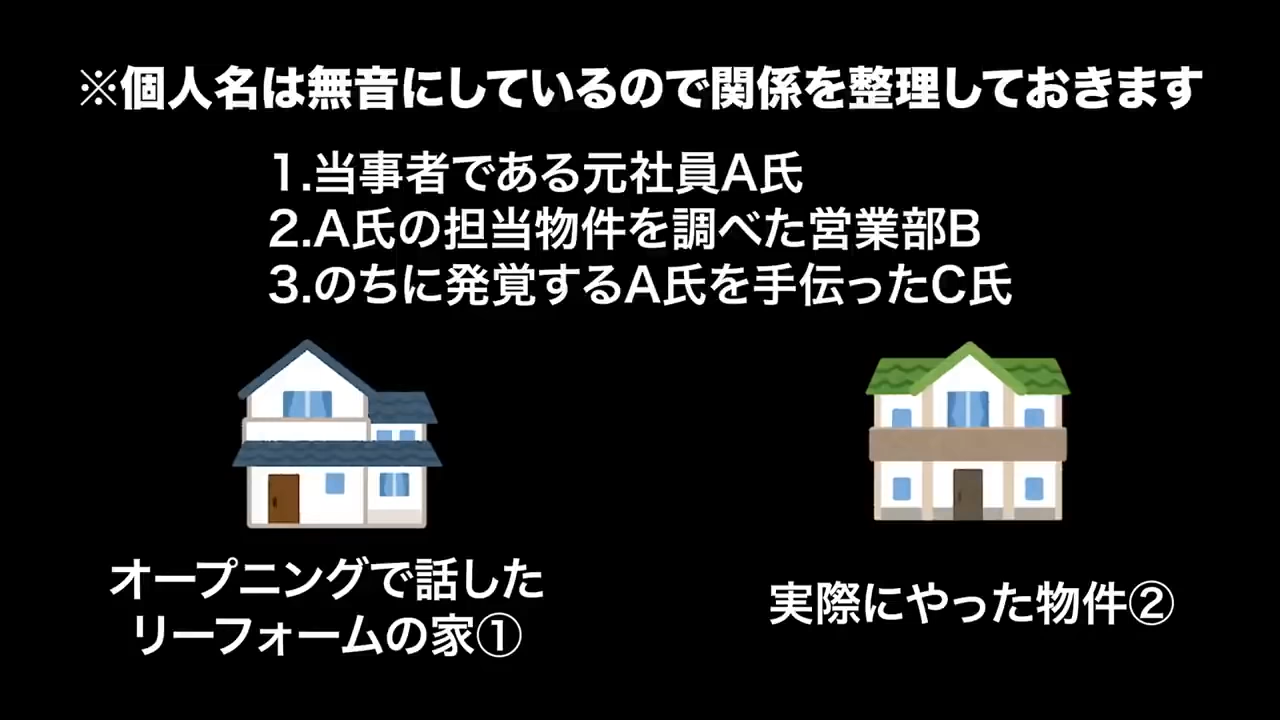 ※個人名は無音にしているので関係を整理しておきます
1.当事者である元社員A氏
2.A氏の担当物件を調べた営業部B
3.のちに発覚するA氏を手伝ったC氏
オープニングで話した
リーフォームの家①
実際にやった物件②